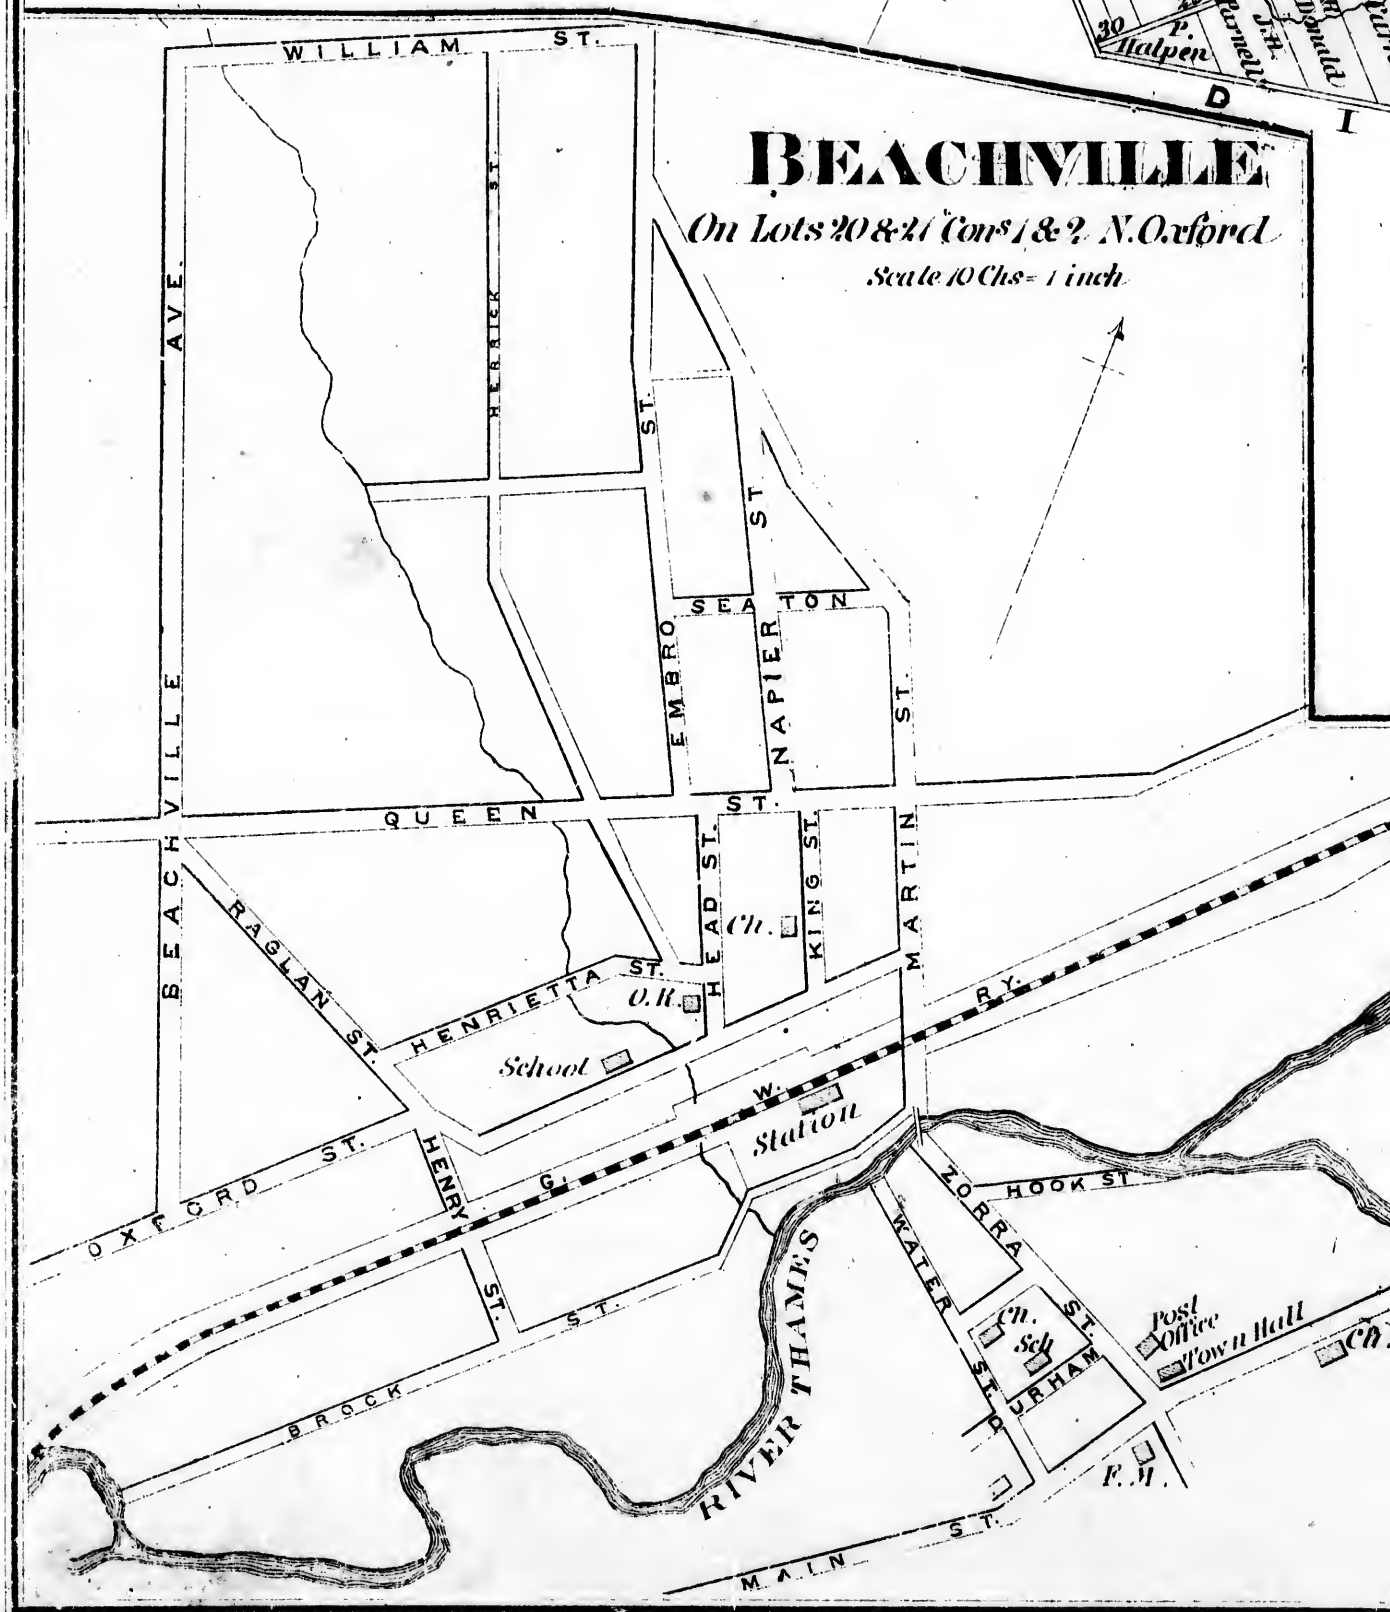 30
P.
Halpen
Parnell
J.H.
Donald
D
I
WILLIAM ST.
BEACHVILLE
On Lots 20 & 21 Cons 1 & 2 N. Oxford
Scale 10 Chs = 1 inch
HERRICK ST
BEACHVILLE AVE.
EMBRO ST.
NAPIER ST
SEATON
MARTIN ST.
QUEEN ST.
HEAD ST.
KING ST.
Ch.
RAGLAN ST.
HENRIETTA ST.
O.H.
School
G. W. RY.
Station
OXFORD ST.
HENRY ST.
BROCK ST.
HOOK ST
ZORRA ST.
WATER ST.
RIVER THAMES
Ch.
Sch
DURHAM
Post
Office
Town Hall
Ch
F.M.
MAIN ST.